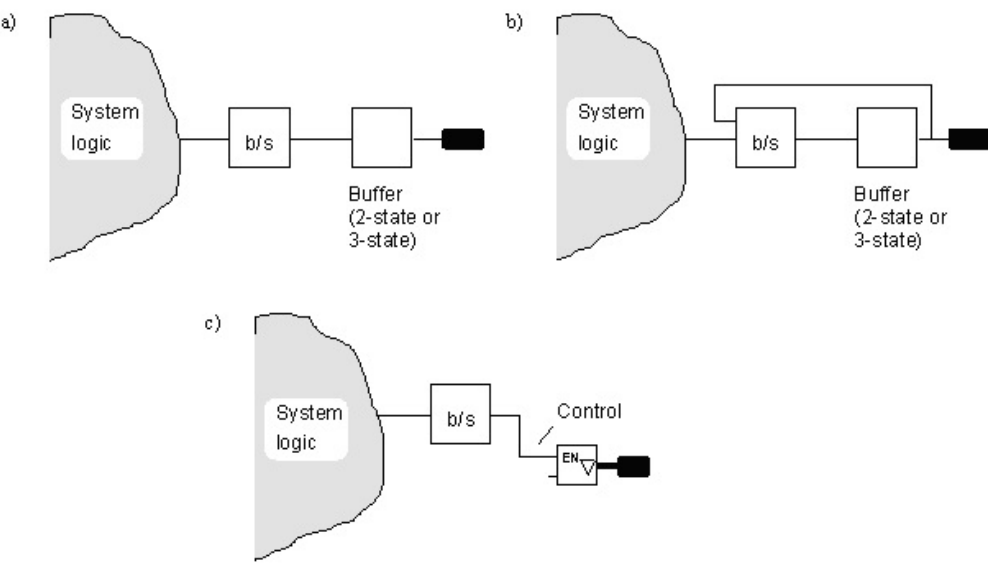 a)
System
logic
b/s
Buffer
(2-state or
3-state)
b)
System
logic
b/s
Buffer
(2-state or
3-state)
c)
System
logic
b/s
Control
EN